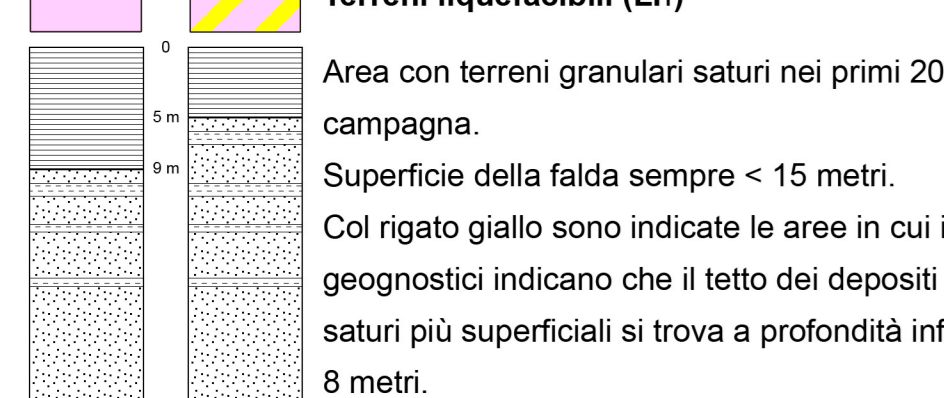 Terreni liquefacibili
0
Area con terreni granulari saturi nei primi 20
5 m
campagna.
9 m
Superficie della falda sempre < 15 metri.
Col rigato giallo sono indicate le aree in cui
geognostici indicano che il tetto dei depositi
saturi più superficiali si trova a profondità inf
8 metri.